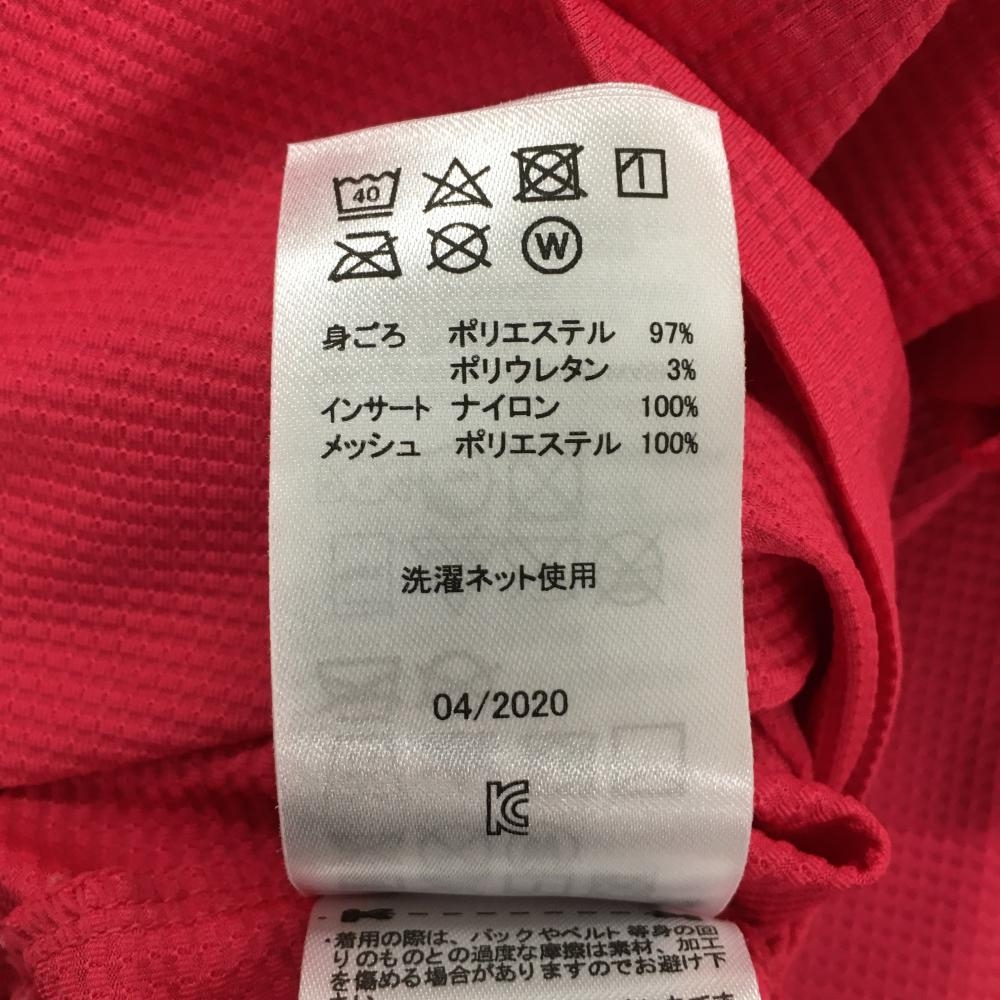 40
W
身ごろ ポリエステル 97%
ポリウレタン 3%
インサート ナイロン 100%
メッシュ ポリエステル 100%
洗濯ネット使用
04/2020
KC
・着用の際は、バックやベルト等身の回
りのものとの過度な摩擦は素材、加工
を傷める場合がありますのでお避け下
さい。